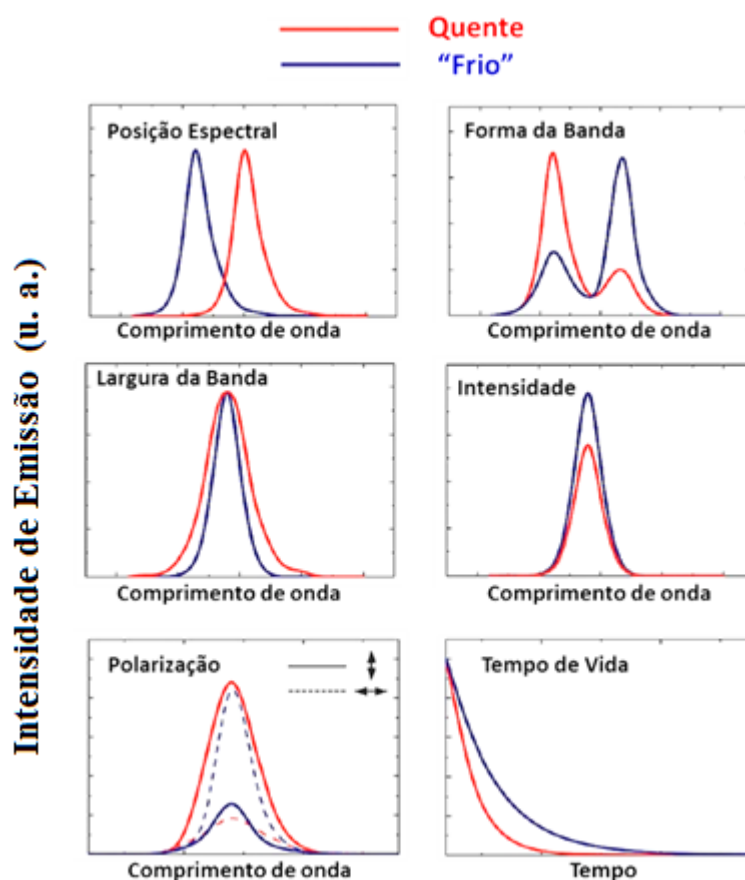 Quente
“Frio”
Posição Espectral
Forma da Banda
Comprimento de onda
Comprimento de onda
Largura da Banda
Intensidade
Comprimento de onda
Comprimento de onda
Polarização
Tempo de Vida
Comprimento de onda
Tempo
Intensidade de Emissão (u. a.)